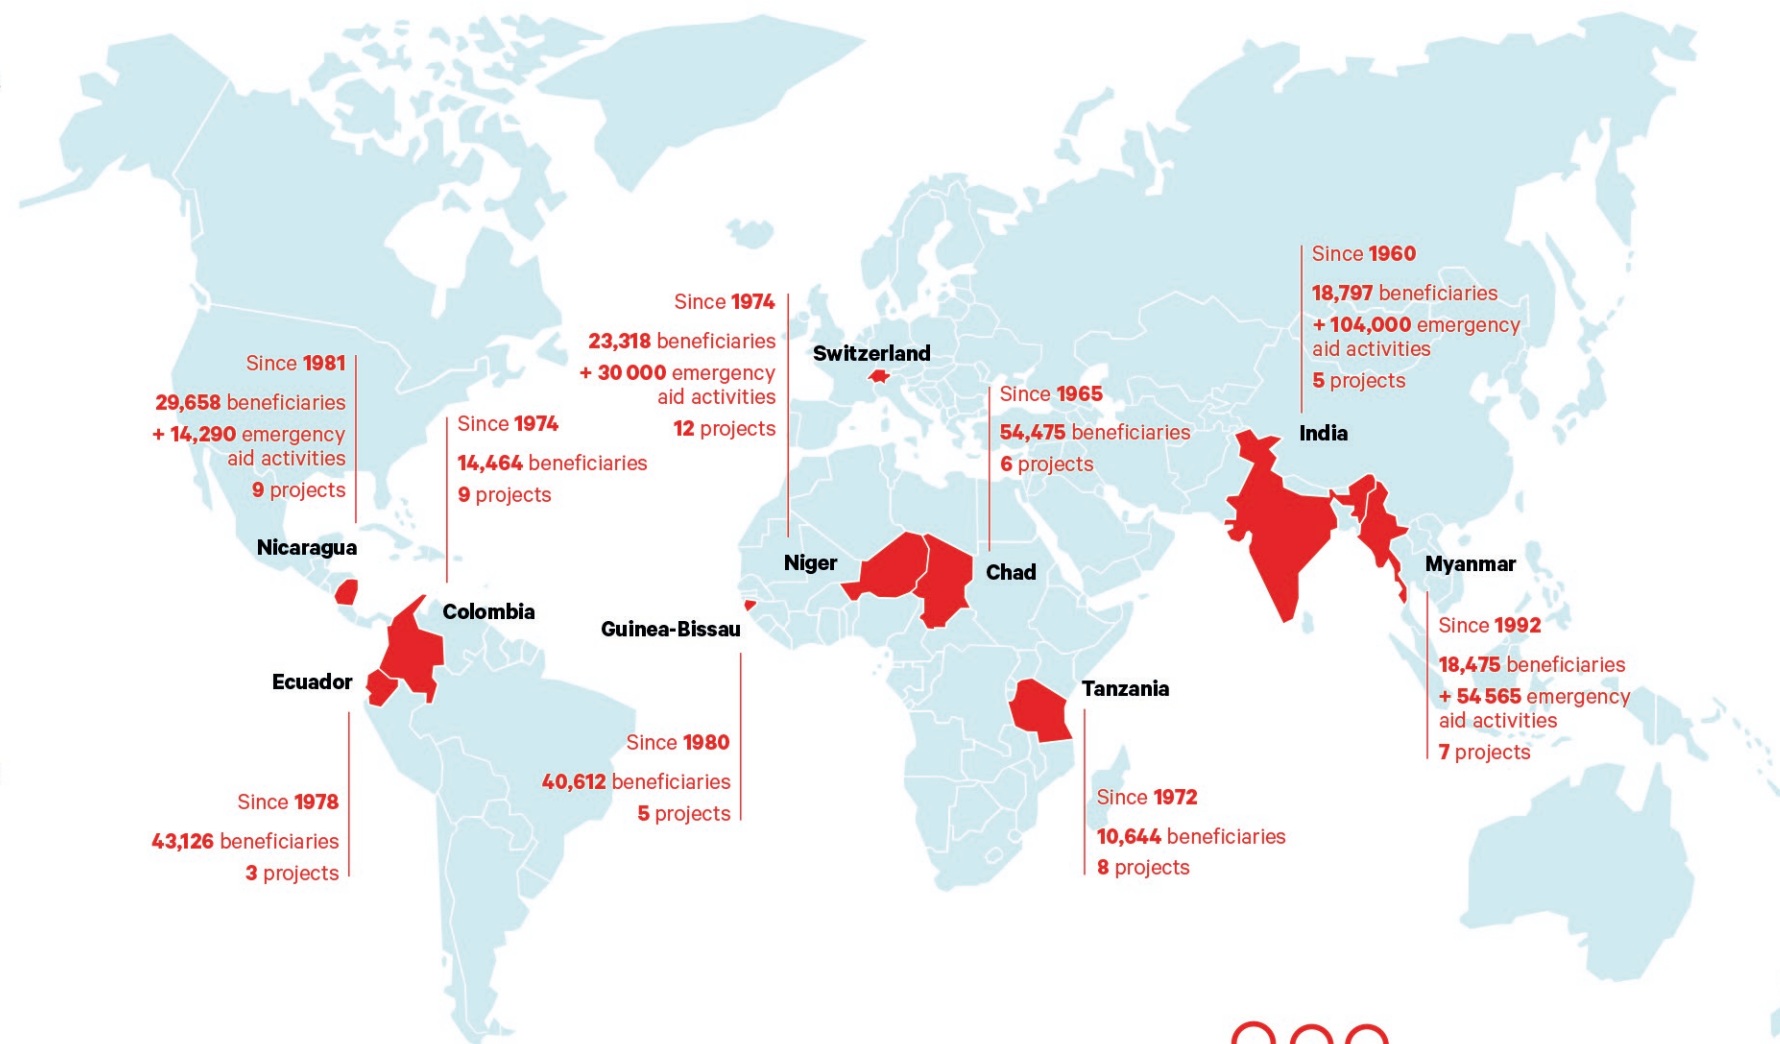 Since 1960
18,797 beneficiaries
+ 104,000 emergency
aid activities
5 projects
India
Since 1974
23,318 beneficiaries
+ 30 000 emergency
aid activities
12 projects
Niger
Switzerland
Since 1981
29,658 beneficiaries
+ 14,290 emergency
aid activities
9 projects
Nicaragua
Since 1974
14,464 beneficiaries
9 projects
Colombia
Since 1965
54,475 beneficiaries
6 projects
Chad
Myanmar
Since 1992
18,475 beneficiaries
+ 54 565 emergency
aid activities
7 projects
Guinea-Bissau
Since 1980
40,612 beneficiaries
5 projects
Ecuador
Since 1978
43,126 beneficiaries
3 projects
Tanzania
Since 1972
10,644 beneficiaries
8 projects